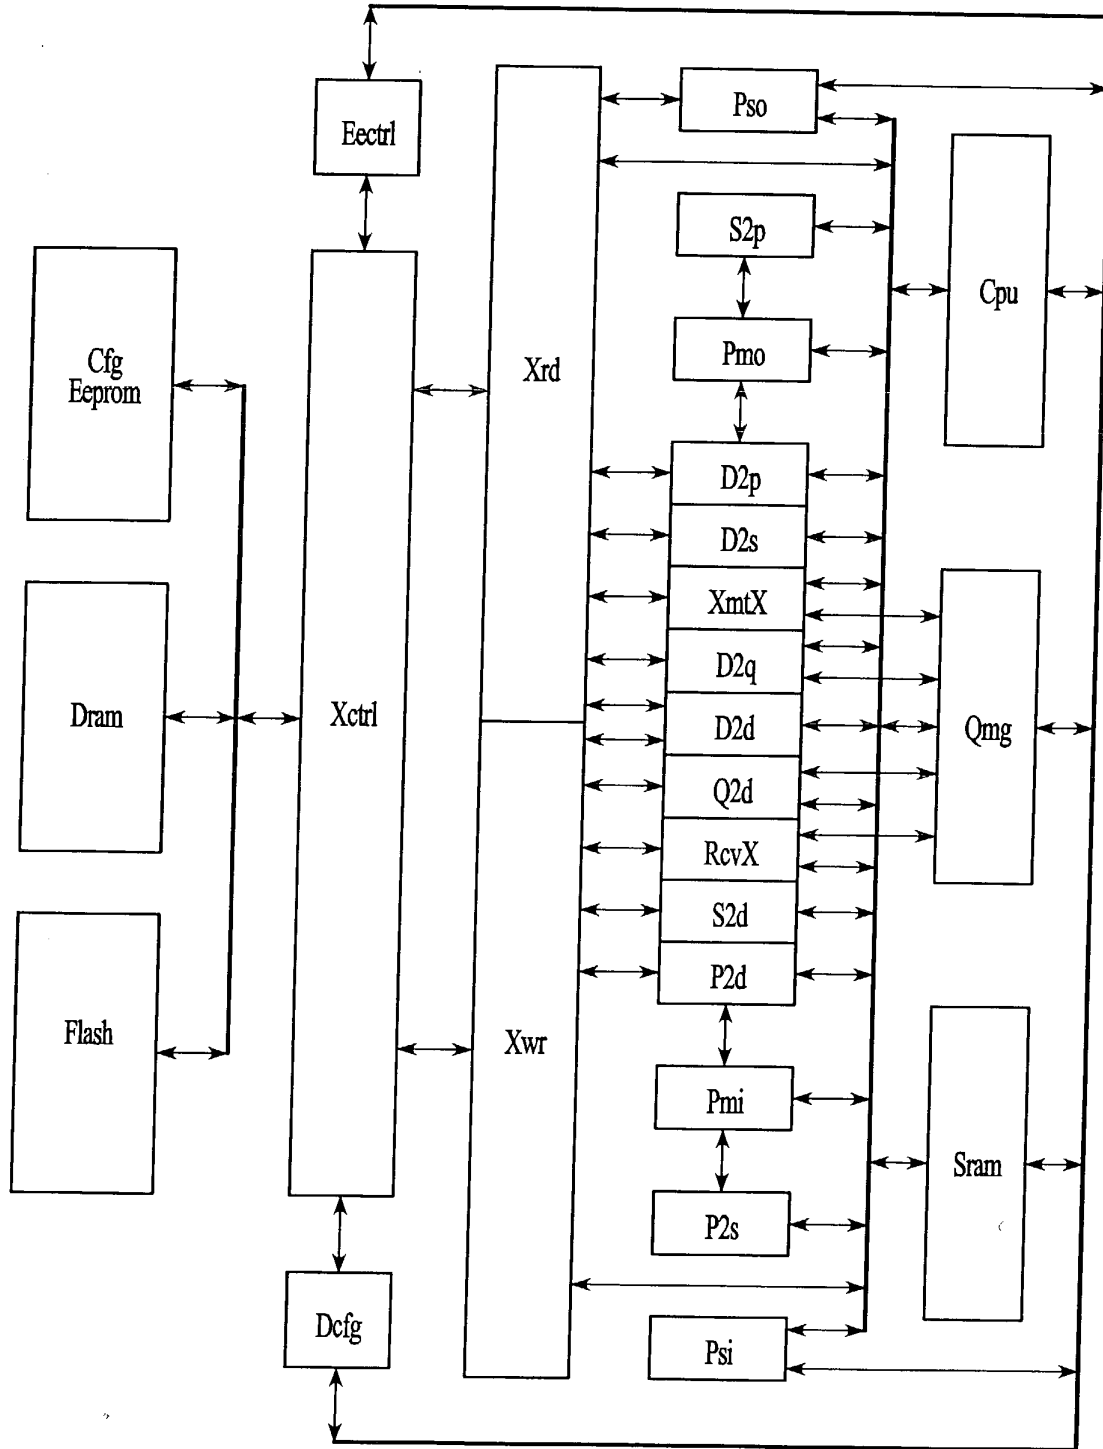 Eectrl
Pso
S2p
Cpu
Cfg
Eeprom
Xrd
Pmo
D2p
D2s
XmtX
D2q
Dram
Xctrl
D2d
Qmg
Q2d
RcvX
S2d
P2d
Flash
Xwr
Pmi
Sram
P2s
Dcfg
Psi